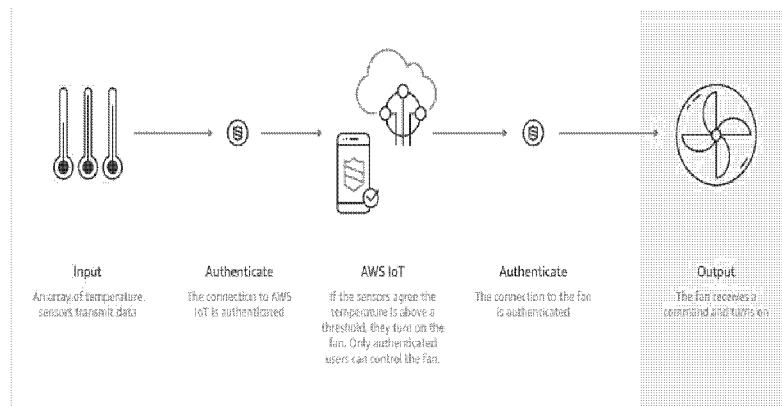 Input
An array of temperature
sensors transmit data
Authenticate
The connection to AWS
IoT is authenticated
AWS IoT
If the sensors agree the
temperature is above a
threshold, they turn on the
fan. Only authenticated
users can control the fan.
Authenticate
The connection to the fan
is authenticated
Output
The fan receives a
command and turns on